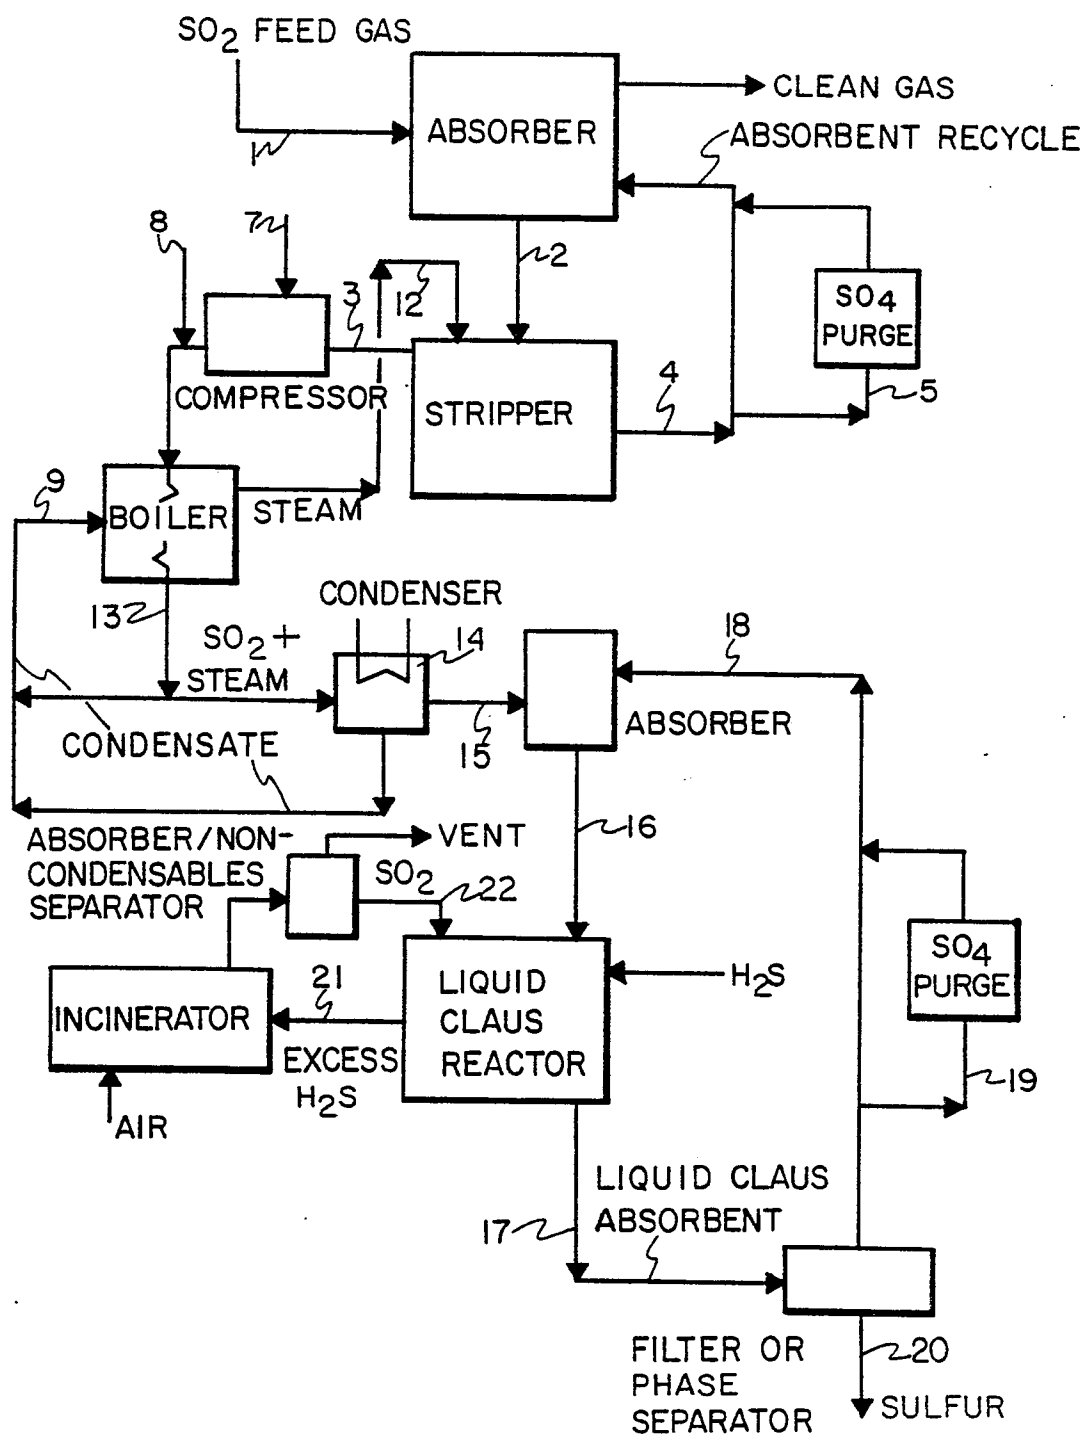 SO2 FEED GAS
CLEAN GAS
ABSORBER
1
ABSORBENT RECYCLE
8
7
2
12
3
SO4
PURGE
COMPRESSOR
STRIPPER
4
5
9
BOILER
STEAM
CONDENSER
13
SO2+
STEAM
14
18
ABSORBER
CONDENSATE
15
16
ABSORBER/NON-
CONDENSABLES
SEPARATOR
VENT
SO2
22
SO4
PURGE
LIQUID
CLAUS
REACTOR
H2S
21
INCINERATOR
EXCESS
H2S
19
AIR
LIQUID CLAUS
ABSORBENT
17
FILTER OR
PHASE
SEPARATOR
20
SULFUR